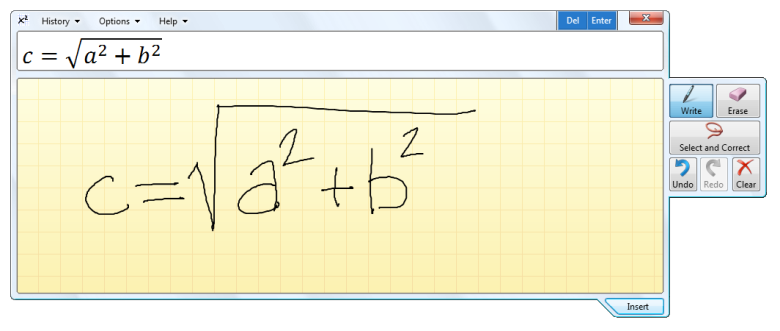 x² History Options Help Del Enter
c = √a² + b²
c = √a² + b²
Write Erase
Select and Correct
Undo Redo Clear
Insert